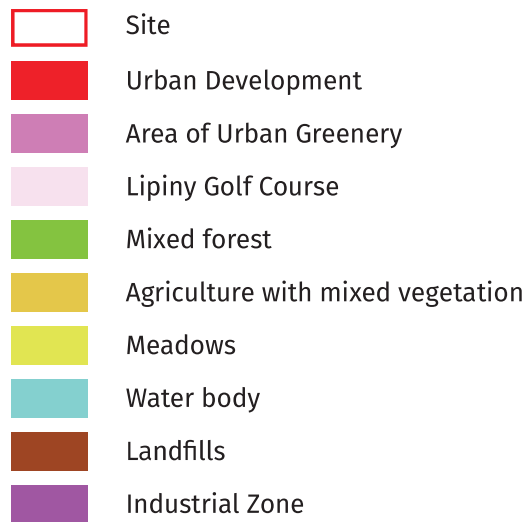 Site
Urban Development
Area of Urban Greenery
Lipiny Golf Course
Mixed forest
Agriculture with mixed vegetation
Meadows
Water body
Landfills
Industrial Zone